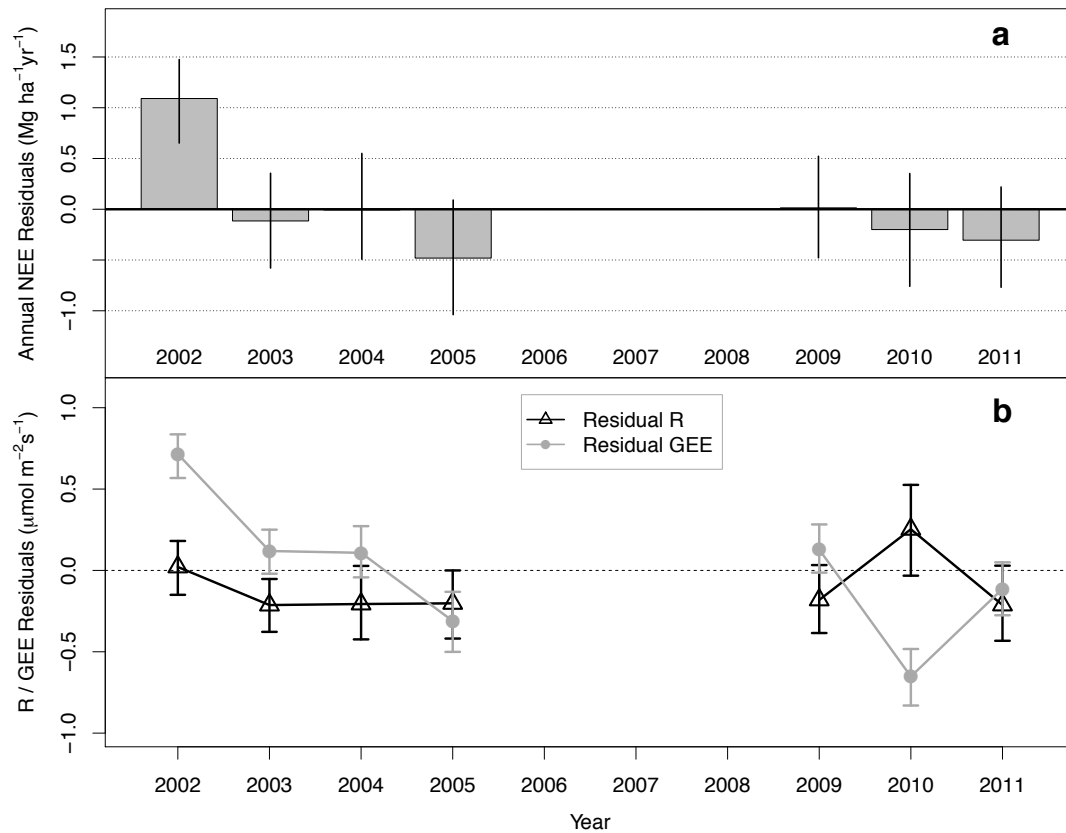 a
Annual NEE Residuals (Mg ha⁻¹yr⁻¹)
1.5
1.0
0.5
0.0
−1.0
2002 2003 2004 2005 2006 2007 2008 2009 2010 2011
b
R / GEE Residuals (μmol m⁻²s⁻¹)
1.0
0.5
0.0
−0.5
−1.0
Residual R
Residual GEE
2002 2003 2004 2005 2006 2007 2008 2009 2010 2011
Year